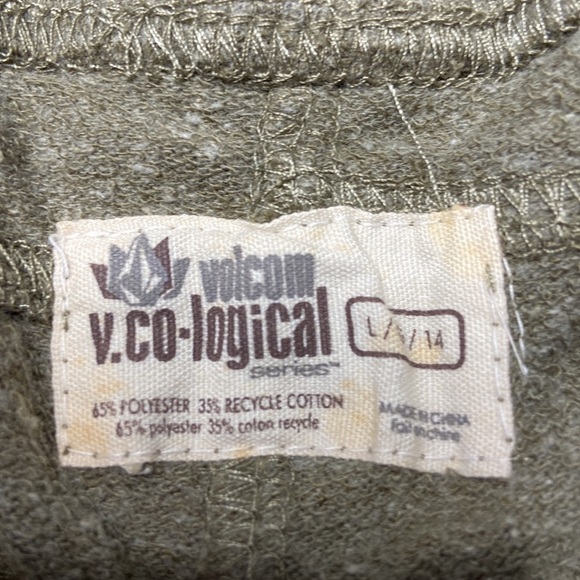 volcom
v.co-logical
series™
L/G/14
65% POLYESTER 35% RECYCLE COTTON
65% polyester 35% coton recycle
MADE IN CHINA
Fait en chine